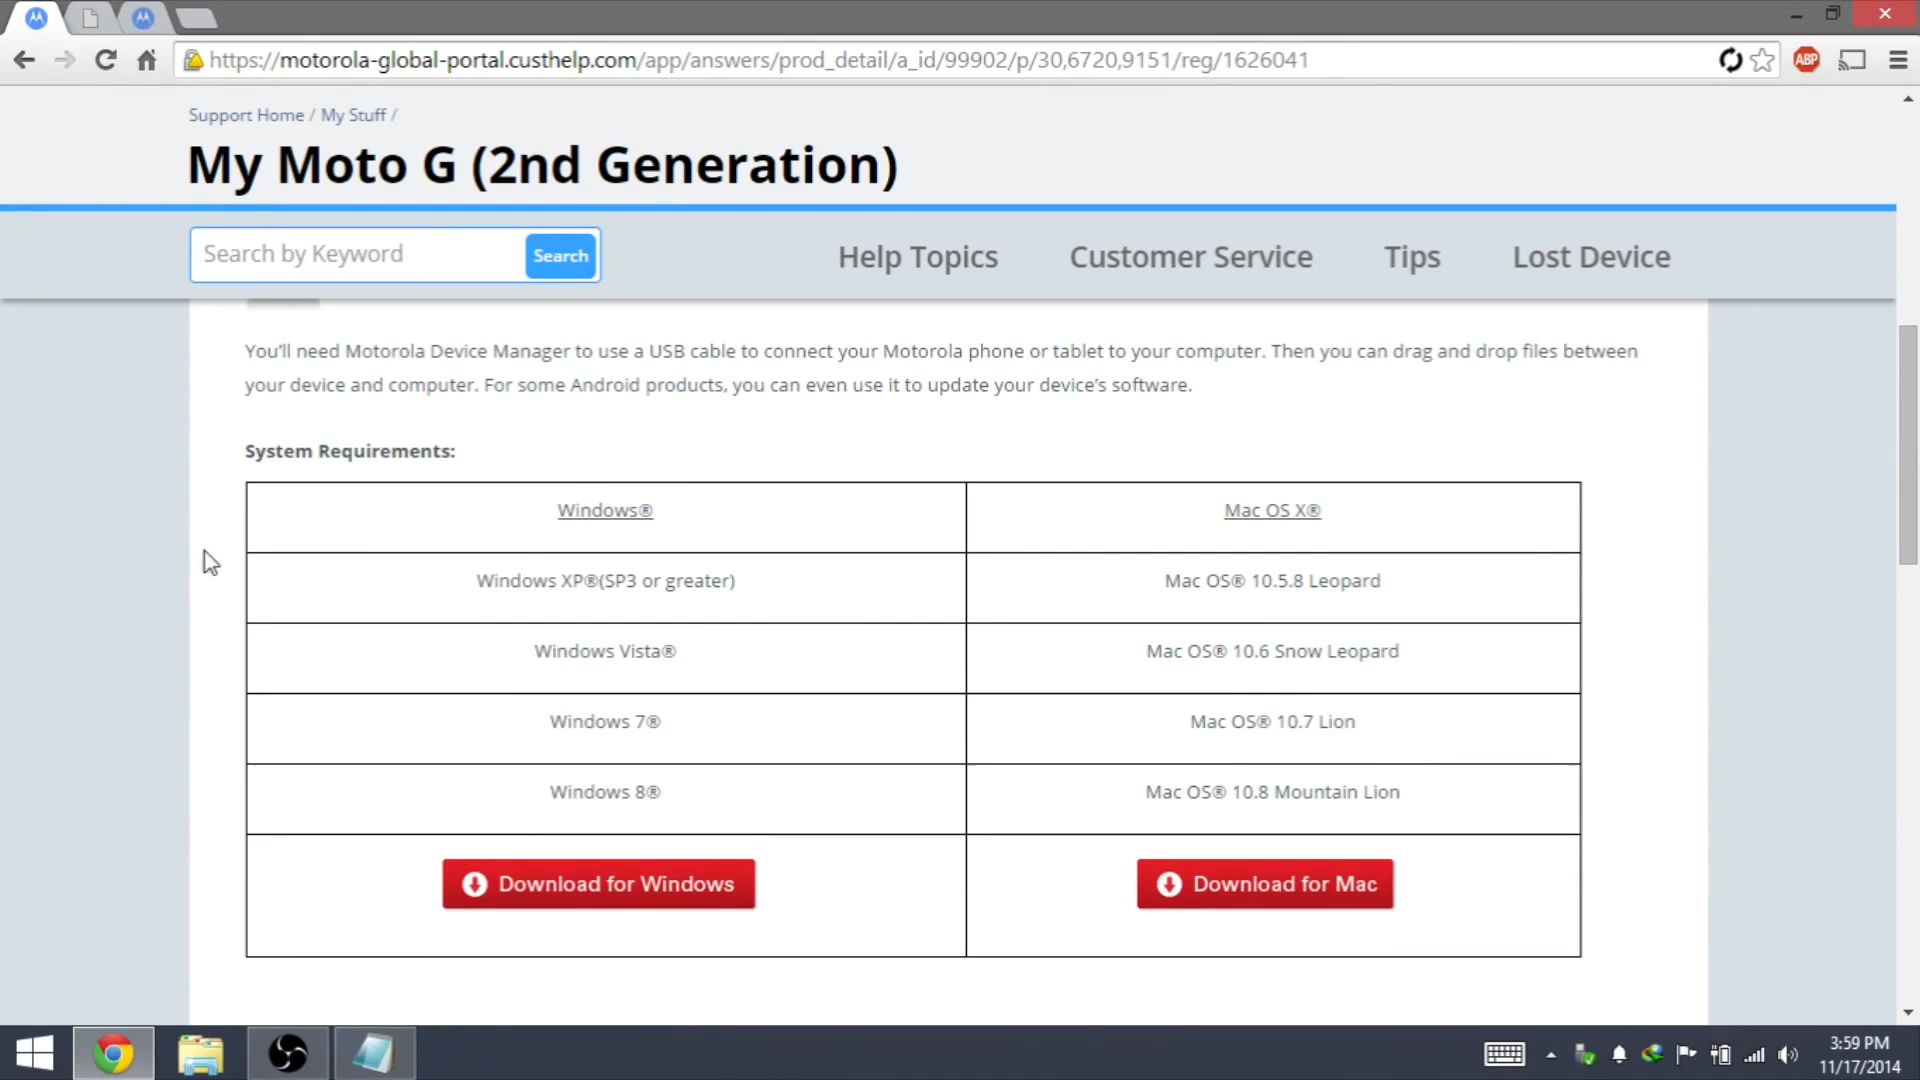 https://motorola-global-portal.custhelp.com/app/answers/prod_detail/a_id/99902/p/30,6720,9151/reg/1626041
ABP
Support Home / My Stuff /
My Moto G (2nd Generation)
Search by Keyword
Search
Help Topics
Customer Service
Tips
Lost Device
You'll need Motorola Device Manager to use a USB cable to connect your Motorola phone or tablet to your computer. Then you can drag and drop files between
your device and computer. For some Android products, you can even use it to update your device's software.
System Requirements:
Windows®
Mac OS X®
Windows XP®(SP3 or greater)
Mac OS® 10.5.8 Leopard
Windows Vista®
Mac OS® 10.6 Snow Leopard
Windows 7®
Mac OS® 10.7 Lion
Windows 8®
Mac OS® 10.8 Mountain Lion
Download for Windows
Download for Mac
3:59 PM
11/17/2014